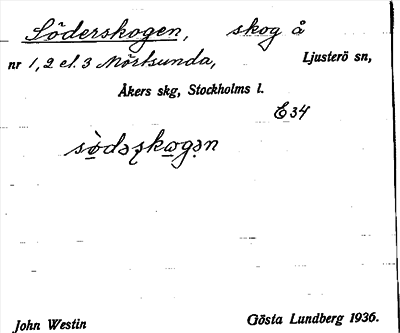 Söderskogen, skog å
nr 1, 2 el. 3 Mörtsunda, Ljusterö sn,
Åkers skg, Stockholms l.
E34
John Westin Gösta Lundberg 1936.